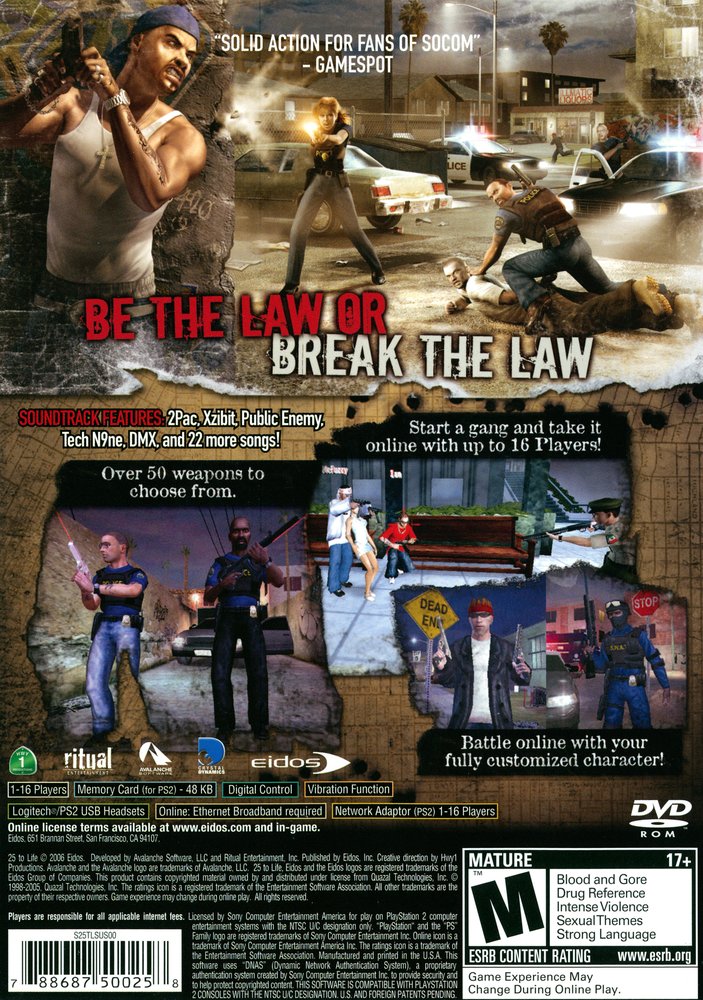 "SOLID ACTION FOR FANS OF SOCOM"
– GAMESPOT
LIQUORS
POLICE
BE THE LAW OR
BREAK THE LAW
SOUNDTRACK FEATURES: 2Pac, Xzibit, Public Enemy,
Tech N9ne, DMX, and 22 more songs!
Start a gang and take it
online with up to 16 Players!
Over 50 weapons to
choose from.
DEAD
END
STOP
S.W.A.T.
Battle online with your
fully customized character!
HWY
1
ritual
ENTERTAINMENT
AVALANCHE
SOFTWARE
CRYSTAL
DYNAMICS
eidos
1-16 Players
Memory Card (for PS2) - 48 KB
Digital Control
Vibration Function
Logitech®/PS2 USB Headsets
Online: Ethernet Broadband required
Network Adaptor (PS2) 1-16 Players
DVD
ROM
Online license terms available at www.eidos.com and in-game.
Eidos. 651 Brannan Street, San Francisco, CA 94107.
25 to Life © 2006 Eidos. Developed by Avalanche Software, LLC and Ritual Entertainment, Inc. Published by Eidos, Inc. Creative direction by Hwy1
Productions. Avalanche and the Avalanche logo are trademarks of Avalanche, LLC. 25 to Life, Eidos and the Eidos logo are registered trademarks of the
Eidos Group of Companies. This product contains copyrighted material owned by and distributed under license from Quazal Technologies, Inc. ©
1998-2005. Quazal Technologies, Inc. The ratings icon is a registered trademark of the Entertainment Software Association. All other trademarks are the
property of their respective owners. Game experience may change during online play. All rights reserved.
Players are responsible for all applicable internet fees.
Licensed by Sony Computer Entertainment America for play on PlayStation 2 computer
entertainment systems with the NTSC U/C designation only. "PlayStation" and the "PS"
Family logo are registered trademarks of Sony Computer Entertainment Inc. Online icon is a
trademark of Sony Computer Entertainment America Inc. The ratings icon is a trademark of
the Entertainment Software Association. Manufactured and printed in the U.S.A. This
software uses "DNAS" (Dynamic Network Authentication System), a proprietary
authentication system created by Sony Computer Entertainment Inc. to provide security and
to help protect copyrighted content. THIS SOFTWARE IS COMPATIBLE WITH PLAYSTATION
2 CONSOLES WITH THE NTSC U/C DESIGNATION. U.S. AND FOREIGN PATENTS PENDING.
S25TLSUS00
7 88687 50025 8
MATURE 17+
M
Blood and Gore
Drug Reference
Intense Violence
Sexual Themes
Strong Language
ESRB CONTENT RATING www.esrb.org
Game Experience May
Change During Online Play.